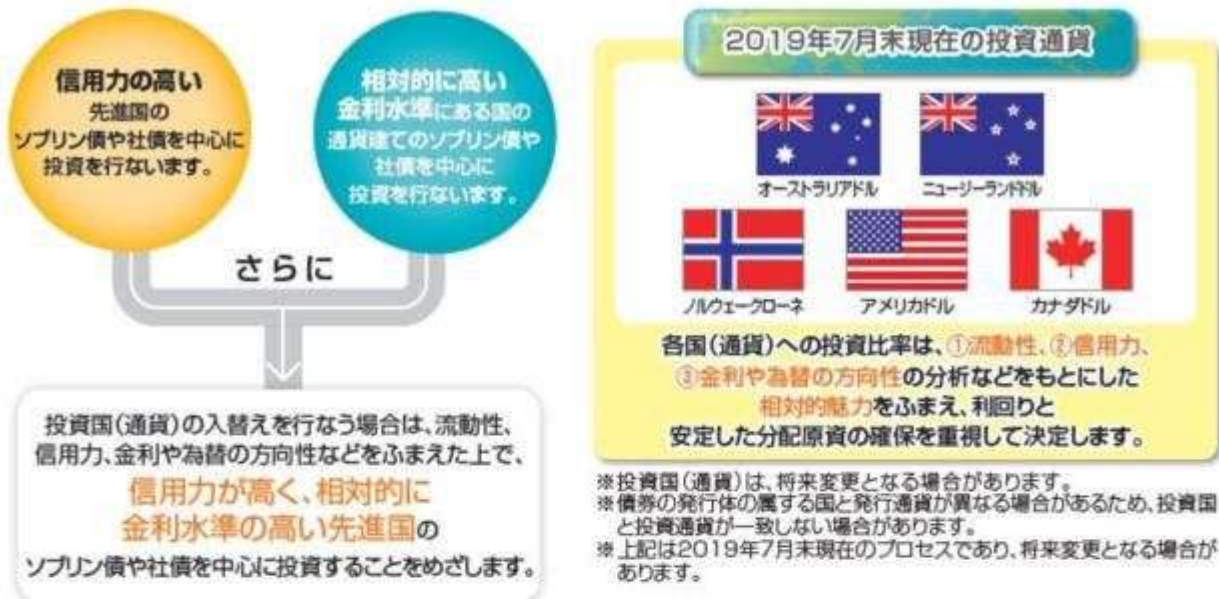 信用力の高い
先進国の
ソブリン債や社債を中心に
投資を行ないます。
相対的に高い
金利水準にある国の
通貨建てのソブリン債や
社債を中心に
投資を行ないます。
さらに
投資国(通貨)の入替えを行なう場合は、流動性、
信用力、金利や為替の方向性などをふまえた上で、
信用力が高く、相対的に
金利水準の高い先進国の
ソブリン債や社債を中心に投資することをめざします。
2019年7月末現在の投資通貨
オーストラリアドル
ニュージーランドドル
ノルウェークローネ
アメリカドル
カナダドル
各国(通貨)への投資比率は、①流動性、②信用力、
③金利や為替の方向性の分析などをもとにした
相対的魅力をふまえ、利回りと
安定した分配原資の確保を重視して決定します。
※投資国(通貨)は、将来変更となる場合があります。
※債券の発行体の属する国と発行通貨が異なる場合があるため、投資国
と投資通貨が一致しない場合があります。
※上記は2019年7月末現在のプロセスであり、将来変更となる場合が
あります。